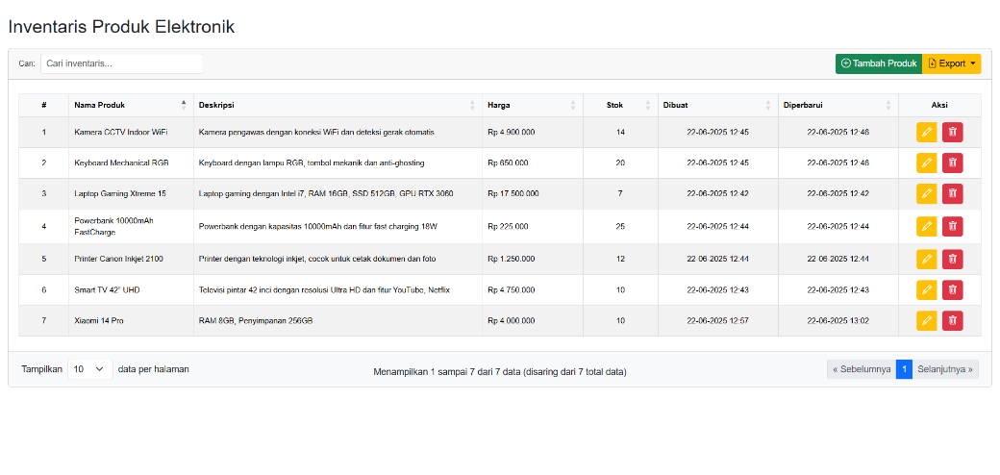 Inventaris Produk Elektronik
Cari: Cari inventaris... Tambah Produk Export
# Nama Produk Deskripsi Harga Stok Dibuat Diperbarui Aksi
1 Kamera CCTV Indoor WiFi Kamera pengawas dengan koneksi WiFi dan deteksi gerak otomatis Rp 4.900.000 14 22-06-2025 12:45 22-06-2025 12:46
2 Keyboard Mechanical RGB Keyboard dengan lampu RGB, tombol mekanik dan anti-ghosting Rp 650.000 20 22-06-2025 12:45 22-06-2025 12:46
3 Laptop Gaming Xtreme 15 Laptop gaming dengan Intel i7, RAM 16GB, SSD 512GB, GPU RTX 3060 Rp 17.500.000 7 22-06-2025 12:42 22-06-2025 12:42
4 Powerbank 10000mAh
FastCharge Powerbank dengan kapasitas 10000mAh dan fitur fast charging 18W Rp 225.000 25 22-06-2025 12:44 22-06-2025 12:44
5 Printer Canon Inkjet 2100 Printer dengan teknologi inkjet, cocok untuk cetak dokumen dan foto Rp 1.250.000 12 22-06-2025 12:44 22-06-2025 12:44
6 Smart TV 42" UHD Televisi pintar 42 inci dengan resolusi Ultra HD dan fitur YouTube, Netflix Rp 4.750.000 10 22-06-2025 12:43 22-06-2025 12:43
7 Xiaomi 14 Pro RAM 8GB, Penyimpanan 256GB Rp 4.000.000 10 22-06-2025 12:57 22-06-2025 13:02
Tampilkan 10 data per halaman Menampilkan 1 sampai 7 dari 7 data (disaring dari 7 total data) « Sebelumnya 1 Selanjutnya »